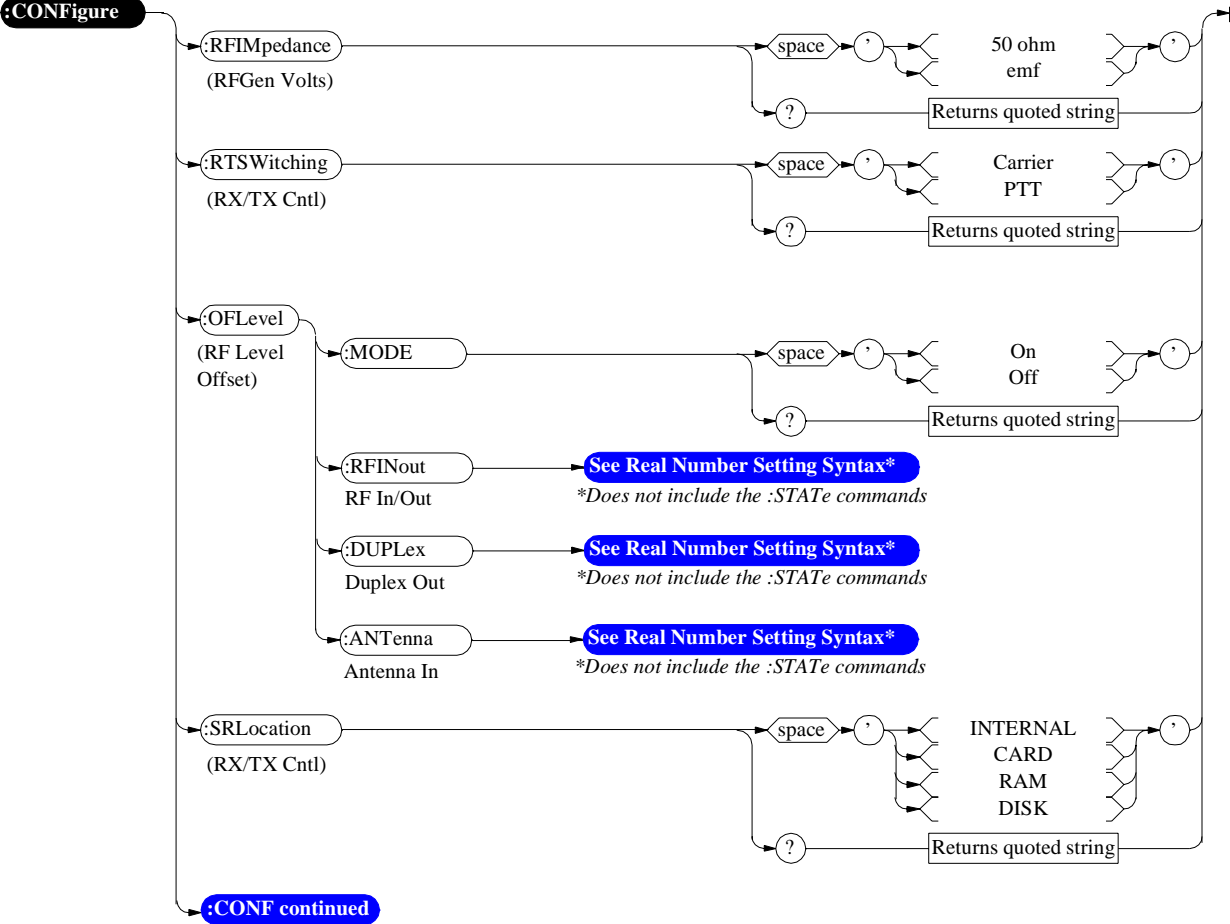 :CONFigure
:RFIMpedance
space
’
50 ohm
’
(RFGen Volts)
emf
?
Returns quoted string
:RTSWitching
space
’
Carrier
’
(RX/TX Cntl)
PTT
?
Returns quoted string
:OFLevel
(RF Level
Offset)
:MODE
space
’
On
’
Off
?
Returns quoted string
:RFINout
See Real Number Setting Syntax*
RF In/Out
*Does not include the :STATe commands
:DUPLex
See Real Number Setting Syntax*
Duplex Out
*Does not include the :STATe commands
:ANTenna
See Real Number Setting Syntax*
Antenna In
*Does not include the :STATe commands
:SRLocation
space
’
INTERNAL
’
(RX/TX Cntl)
CARD
RAM
DISK
?
Returns quoted string
:CONF continued